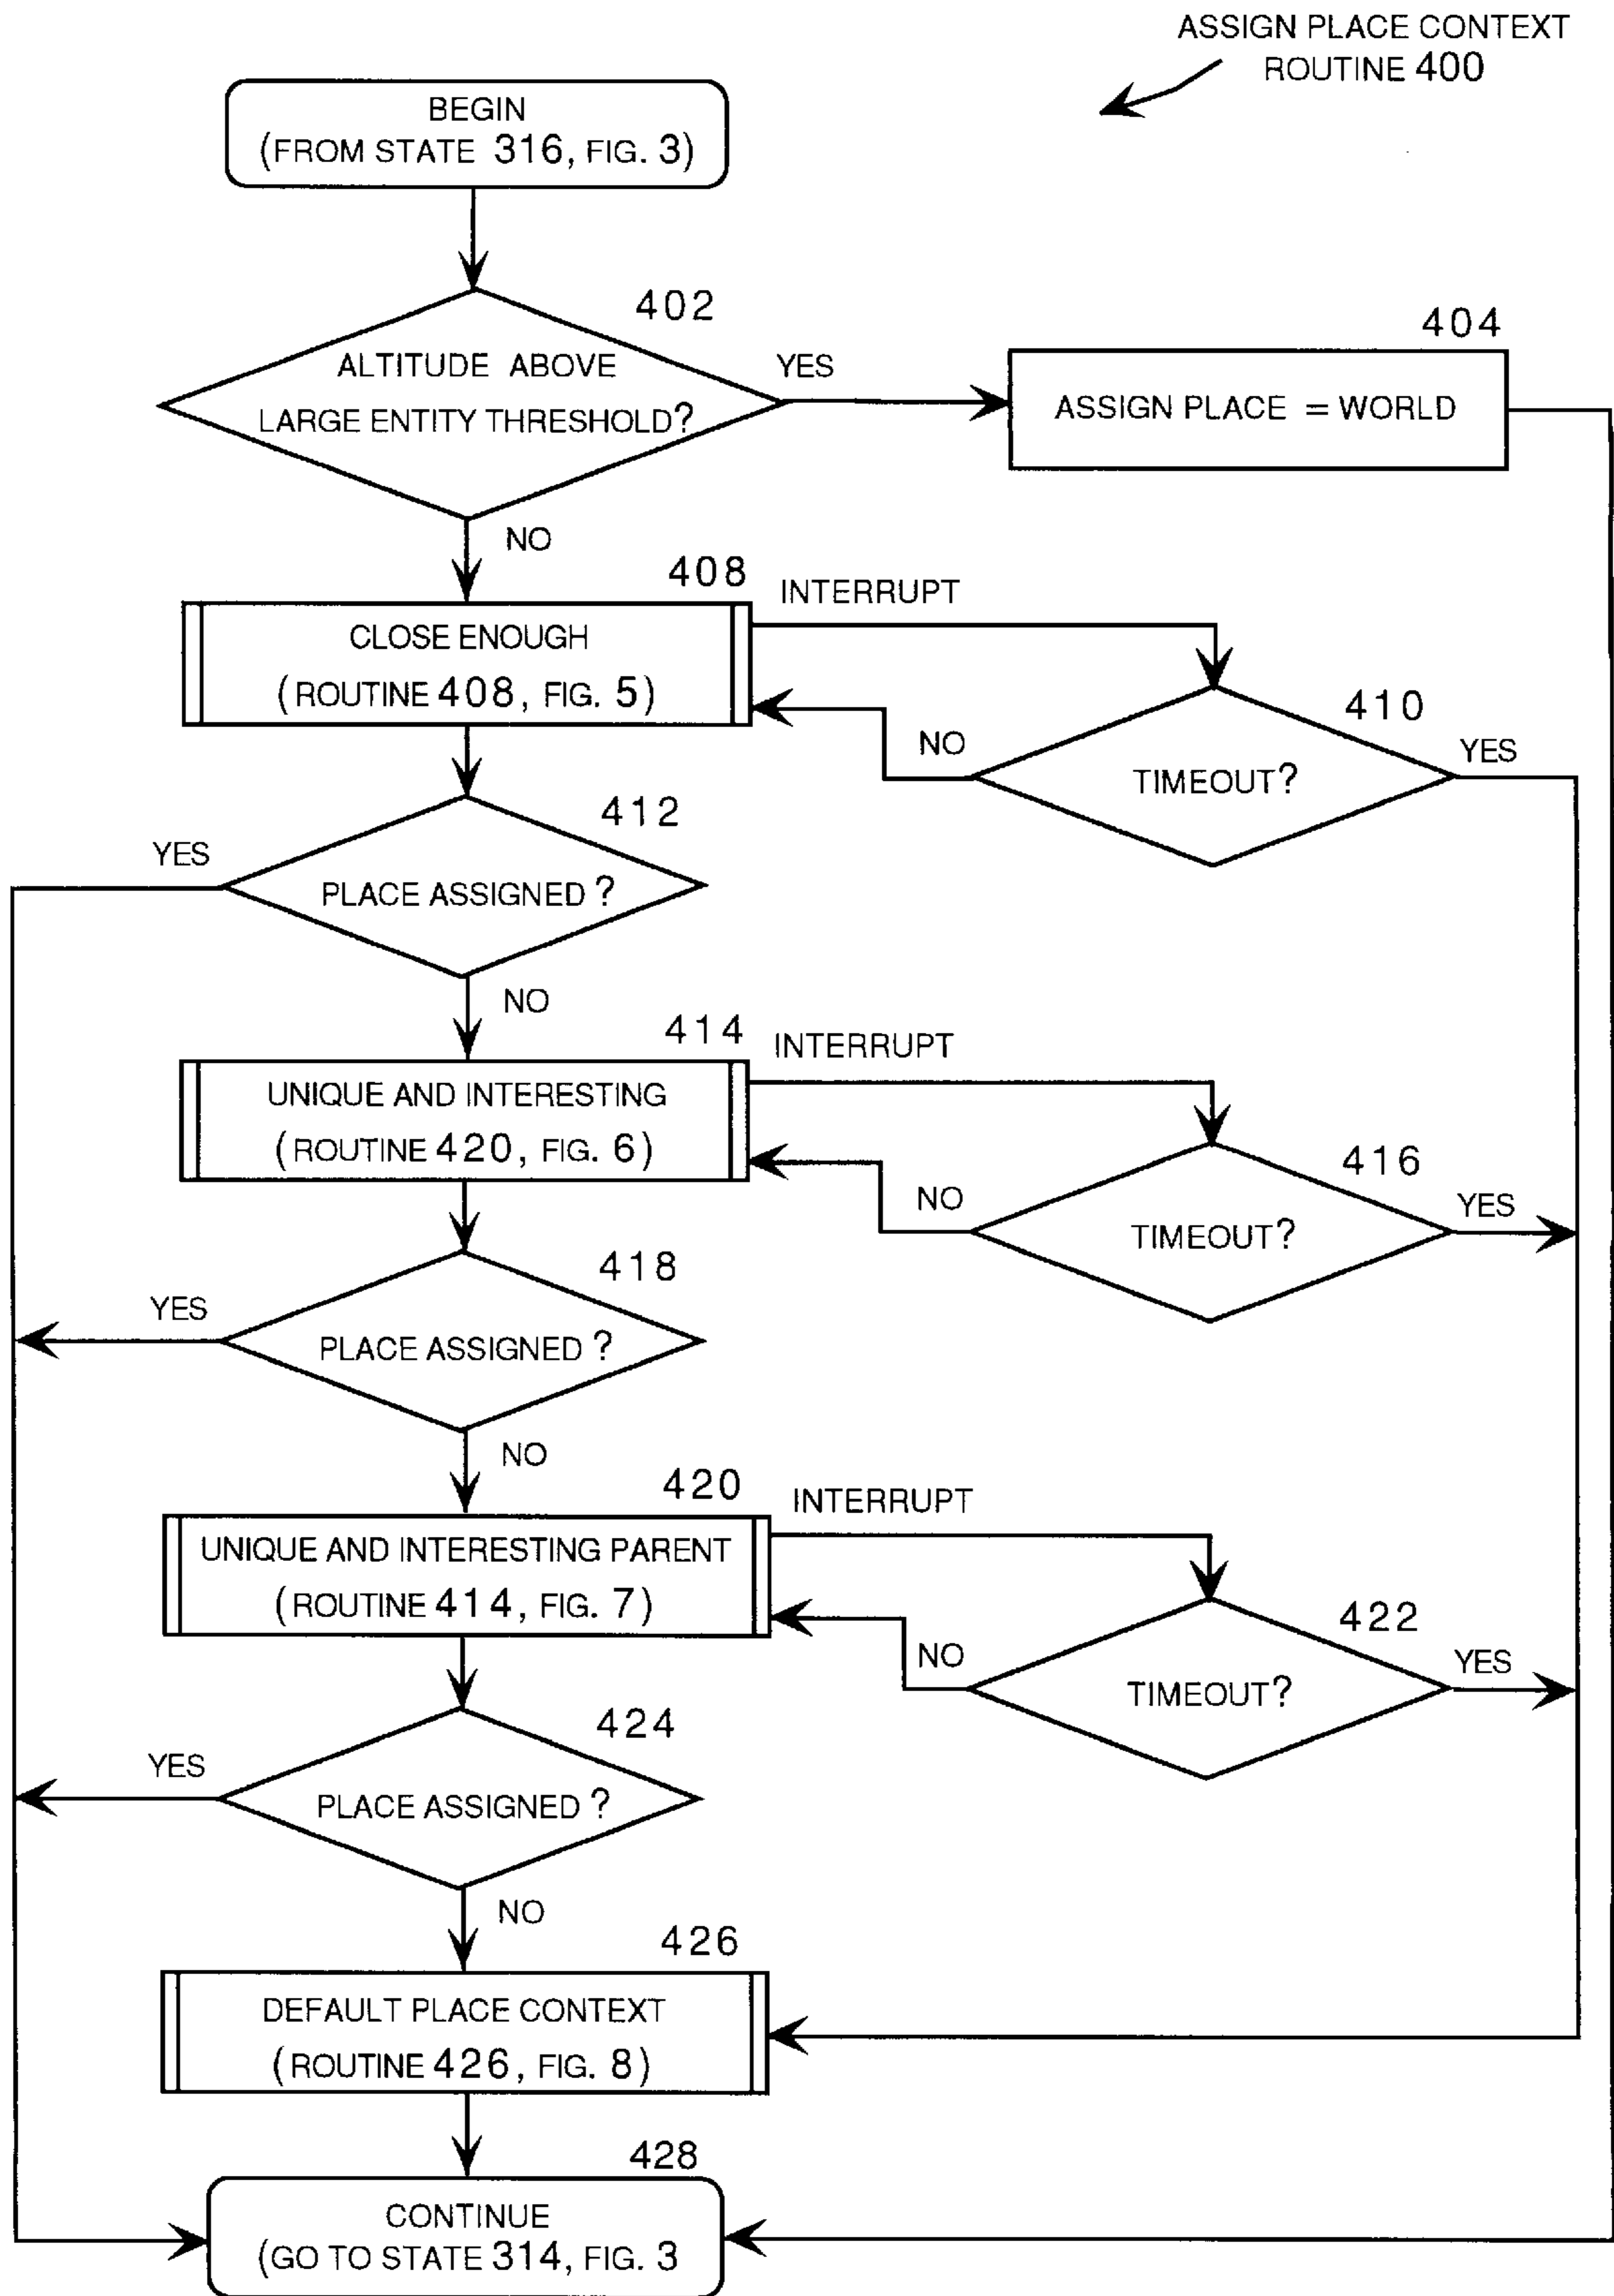 ASSIGN PLACE CONTEXT
ROUTINE 400
BEGIN
(FROM STATE 316, FIG. 3)
402
ALTITUDE ABOVE
LARGE ENTITY THRESHOLD?
YES
404
ASSIGN PLACE = WORLD
NO
408
INTERRUPT
CLOSE ENOUGH
(ROUTINE 408, FIG. 5)
410
NO
TIMEOUT?
YES
412
YES
PLACE ASSIGNED ?
NO
414
INTERRUPT
UNIQUE AND INTERESTING
(ROUTINE 420, FIG. 6)
416
NO
TIMEOUT?
YES
418
YES
PLACE ASSIGNED ?
NO
420
INTERRUPT
UNIQUE AND INTERESTING PARENT
(ROUTINE 414, FIG. 7)
422
NO
TIMEOUT?
YES
424
YES
PLACE ASSIGNED ?
NO
426
DEFAULT PLACE CONTEXT
(ROUTINE 426, FIG. 8)
428
CONTINUE
(GO TO STATE 314, FIG. 3